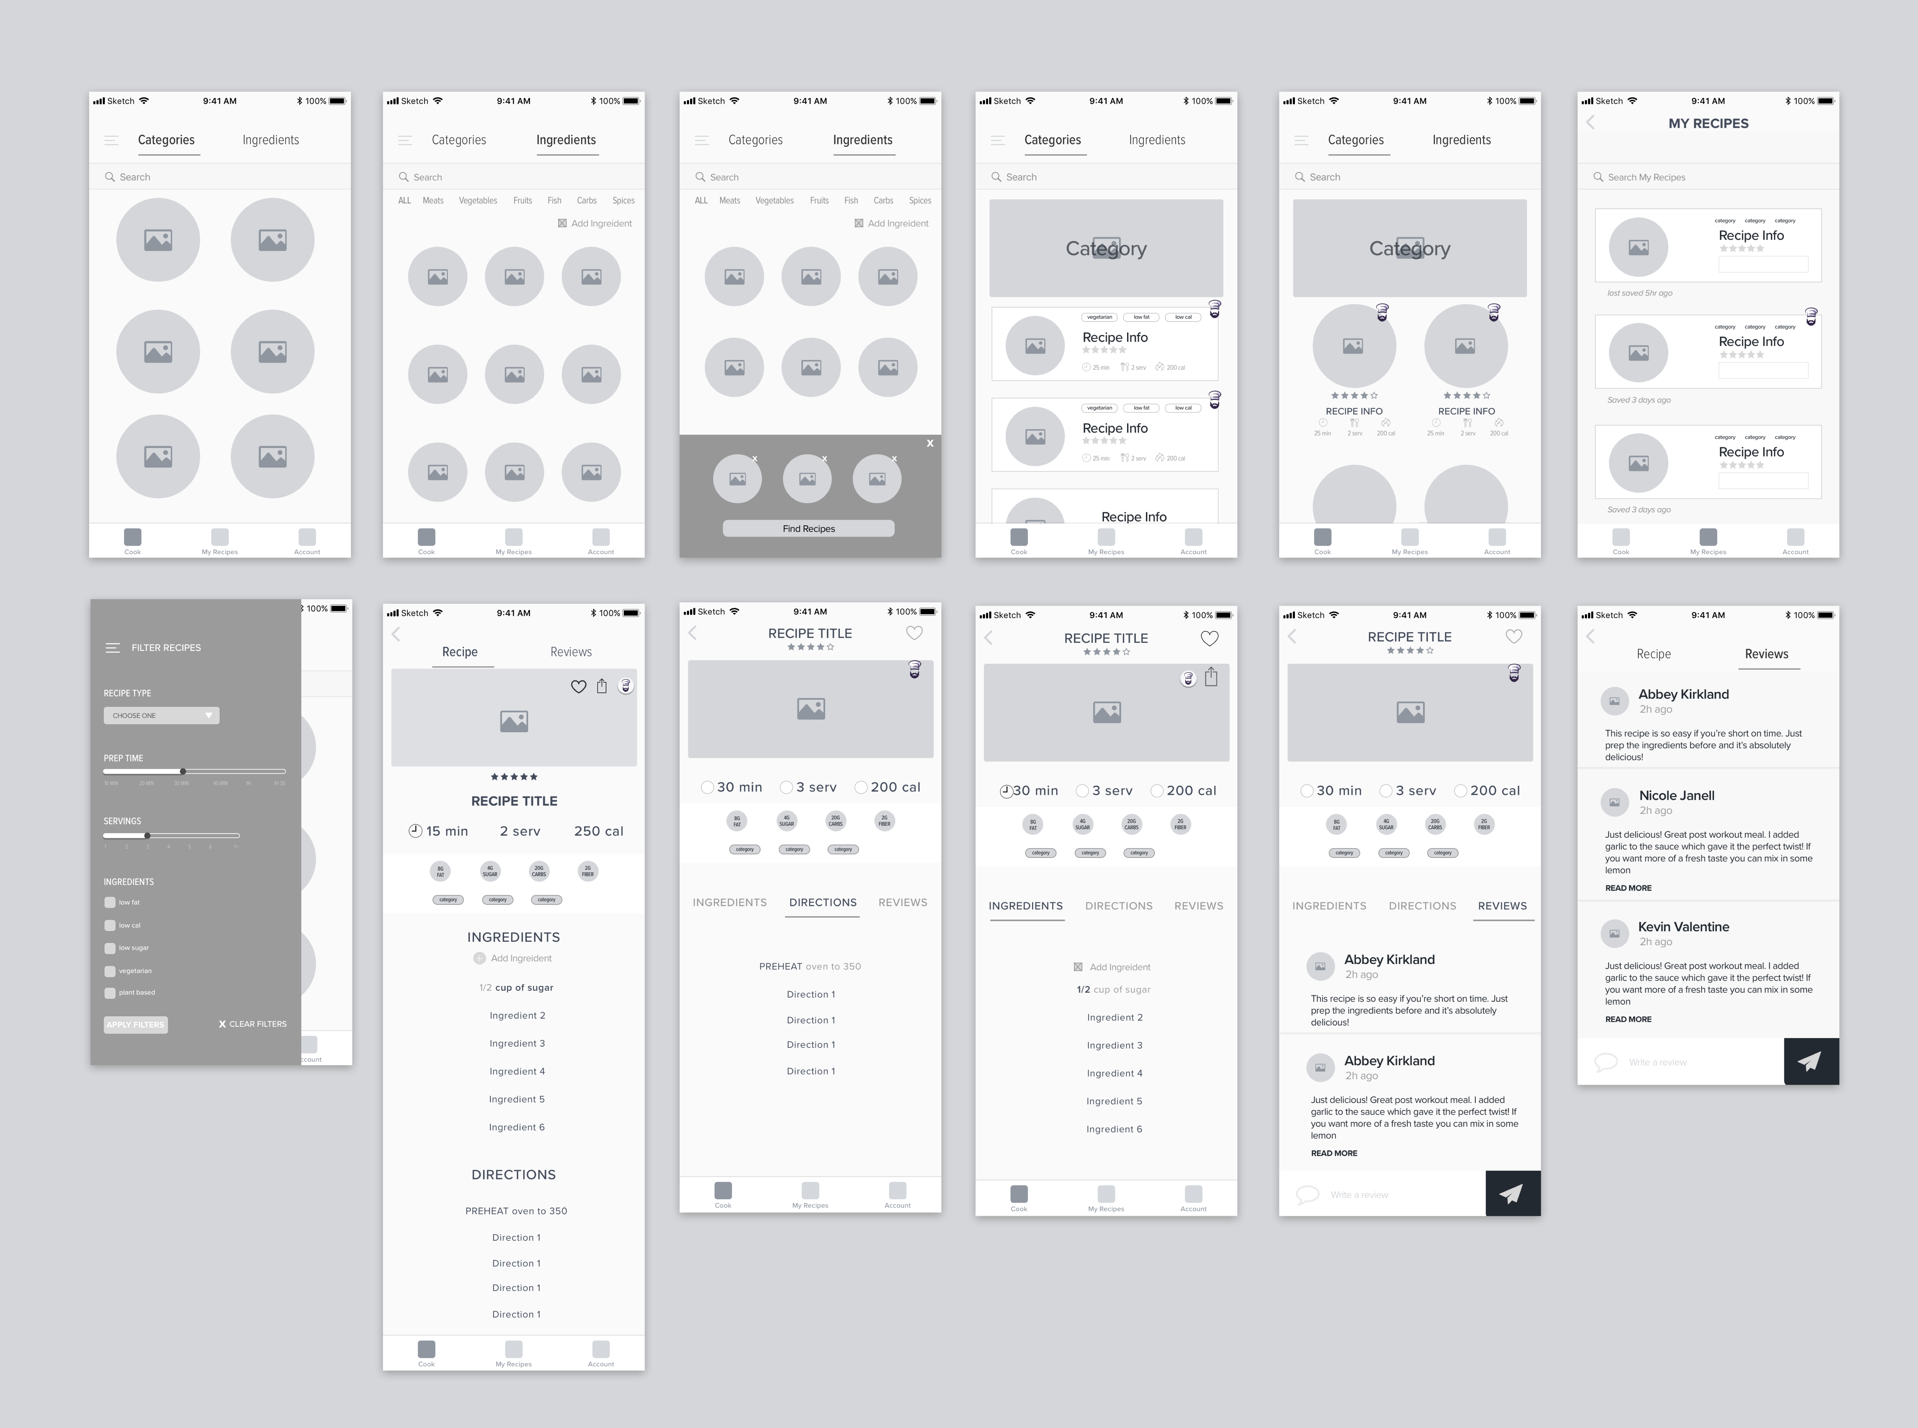 Sketch 9:41 AM 100%
Categories Ingredients
Search
Cook My Recipes Account
Sketch 9:41 AM 100%
Categories Ingredients
Search
ALL Meats Vegetables Fruits Fish Carbs Spices
Add Ingreident
Cook My Recipes Account
Sketch 9:41 AM 100%
Categories Ingredients
Search
ALL Meats Vegetables Fruits Fish Carbs Spices
Add Ingreident
X
x x x
Find Recipes
Sketch 9:41 AM 100%
Categories Ingredients
Search
Category
vegetarian low fat low cal
Recipe Info
25 min 2 serv 200 cal
vegetarian low fat low cal
Recipe Info
25 min 2 serv 200 cal
Recipe Info
Cook My Recipes Account
Sketch 9:41 AM 100%
Categories Ingredients
Search
Category
RECIPE INFO RECIPE INFO
25 min 2 serv 200 cal 25 min 2 serv 200 cal
Cook My Recipes Account
Sketch 9:41 AM 100%
MY RECIPES
Search My Recipes
category category category
Recipe Info
last saved 5hr ago
category category category
Recipe Info
Saved 3 days ago
category category category
Recipe Info
Saved 3 days ago
Cook My Recipes Account
100%
FILTER RECIPES
RECIPE TYPE
CHOOSE ONE
PREP TIME
SERVINGS
1 2 3 4 5
INGREDIENTS
low fat
low cal
low sugar
vegetarian
plant based
APPLY FILTERS X CLEAR FILTERS
ccount
Sketch 9:41 AM 100%
Recipe Reviews
RECIPE TITLE
15 min 2 serv 250 cal
8G FAT 4G SUGAR 20G CARBS 2G FIBER
category category category
INGREDIENTS
Add Ingreident
1/2 cup of sugar
Ingredient 2
Ingredient 3
Ingredient 4
Ingredient 5
Ingredient 6
DIRECTIONS
PREHEAT oven to 350
Direction 1
Direction 1
Direction 1
Direction 1
Cook My Recipes Account
Sketch 9:41 AM 100%
RECIPE TITLE
30 min 3 serv 200 cal
8G FAT 4G SUGAR 20G CARBS 2G FIBER
category category category
INGREDIENTS DIRECTIONS REVIEWS
PREHEAT oven to 350
Direction 1
Direction 1
Direction 1
Direction 1
Cook My Recipes Account
Sketch 9:41 AM 100%
RECIPE TITLE
30 min 3 serv 200 cal
8G FAT 4G SUGAR 20G CARBS 2G FIBER
category category category
INGREDIENTS DIRECTIONS REVIEWS
Add Ingreident
1/2 cup of sugar
Ingredient 2
Ingredient 3
Ingredient 4
Ingredient 5
Ingredient 6
Cook My Recipes Account
Sketch 9:41 AM 100%
RECIPE TITLE
30 min 3 serv 200 cal
8G FAT 4G SUGAR 20G CARBS 2G FIBER
category category category
INGREDIENTS DIRECTIONS REVIEWS
Abbey Kirkland
2h ago
This recipe is so easy if you're short on time. Just
prep the ingredients before and it's absolutely
delicious!
Abbey Kirkland
2h ago
Just delicious! Great post workout meal. I added
garlic to the sauce which gave it the perfect twist! If
you want more of a fresh taste you can mix in some
lemon
READ MORE
Write a review
Sketch 9:41 AM 100%
Recipe Reviews
Abbey Kirkland
2h ago
This recipe is so easy if you're short on time. Just
prep the ingredients before and it's absolutely
delicious!
Nicole Janell
2h ago
Just delicious! Great post workout meal. I added
garlic to the sauce which gave it the perfect twist! If
you want more of a fresh taste you can mix in some
lemon
READ MORE
Kevin Valentine
2h ago
Just delicious! Great post workout meal. I added
garlic to the sauce which gave it the perfect twist! If
you want more of a fresh taste you can mix in some
lemon
READ MORE
Write a review